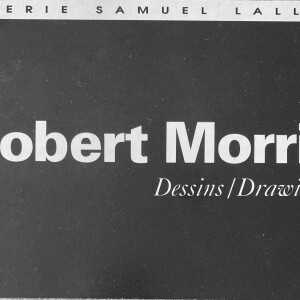 ERIE SAMUEL LALL
obert Morri
Dessins/Drawi